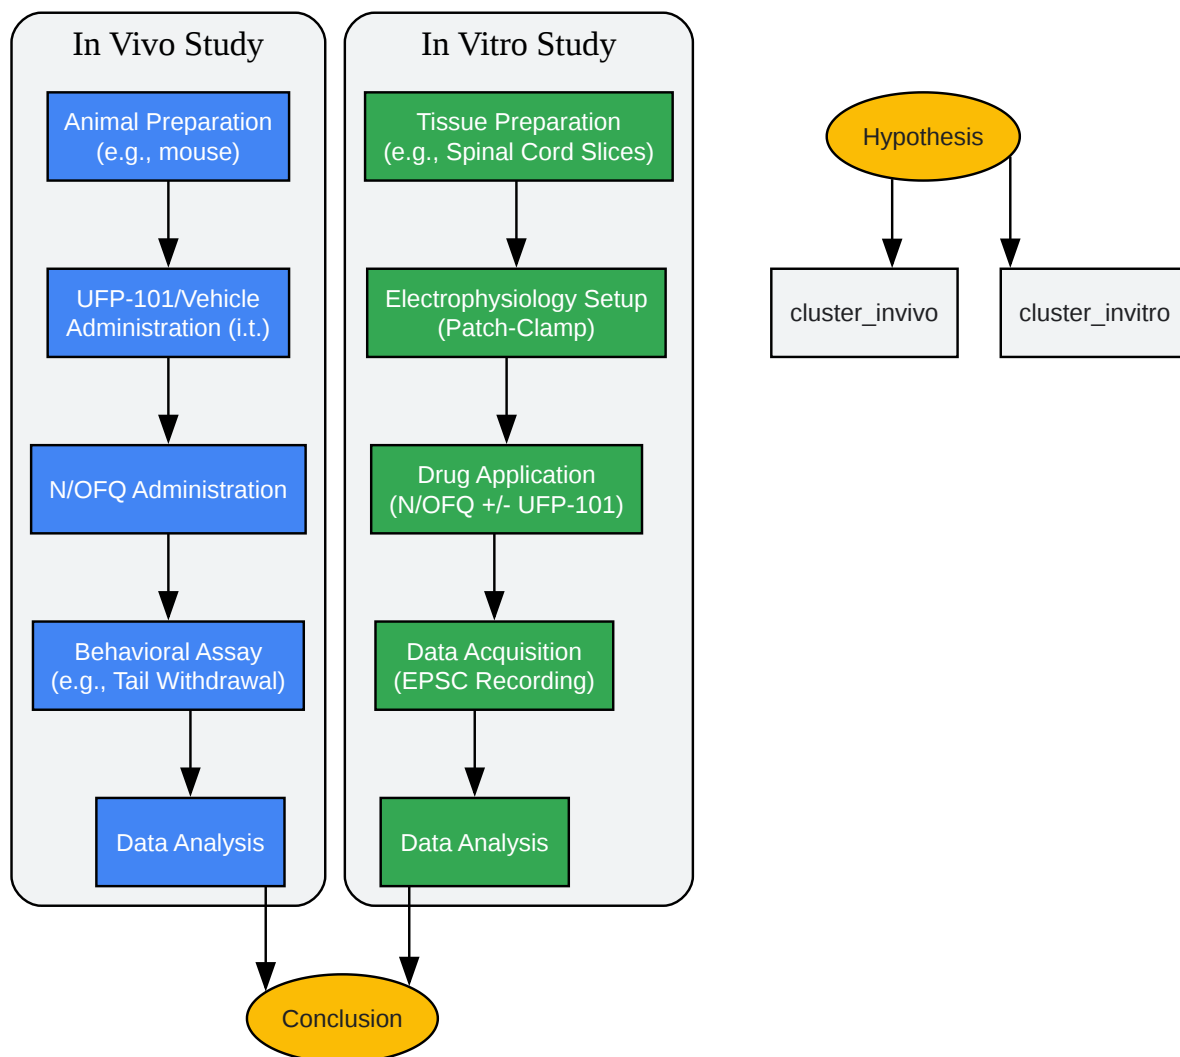 In Vivo Study
Animal Preparation
(e.g., mouse)
UFP-101/Vehicle
Administration (i.t.)
N/OFQ Administration
Behavioral Assay
(e.g., Tail Withdrawal)
Data Analysis
In Vitro Study
Tissue Preparation
(e.g., Spinal Cord Slices)
Electrophysiology Setup
(Patch-Clamp)
Drug Application
(N/OFQ +/- UFP-101)
Data Acquisition
(EPSC Recording)
Data Analysis
Conclusion
Hypothesis
cluster_invivo
cluster_invitro